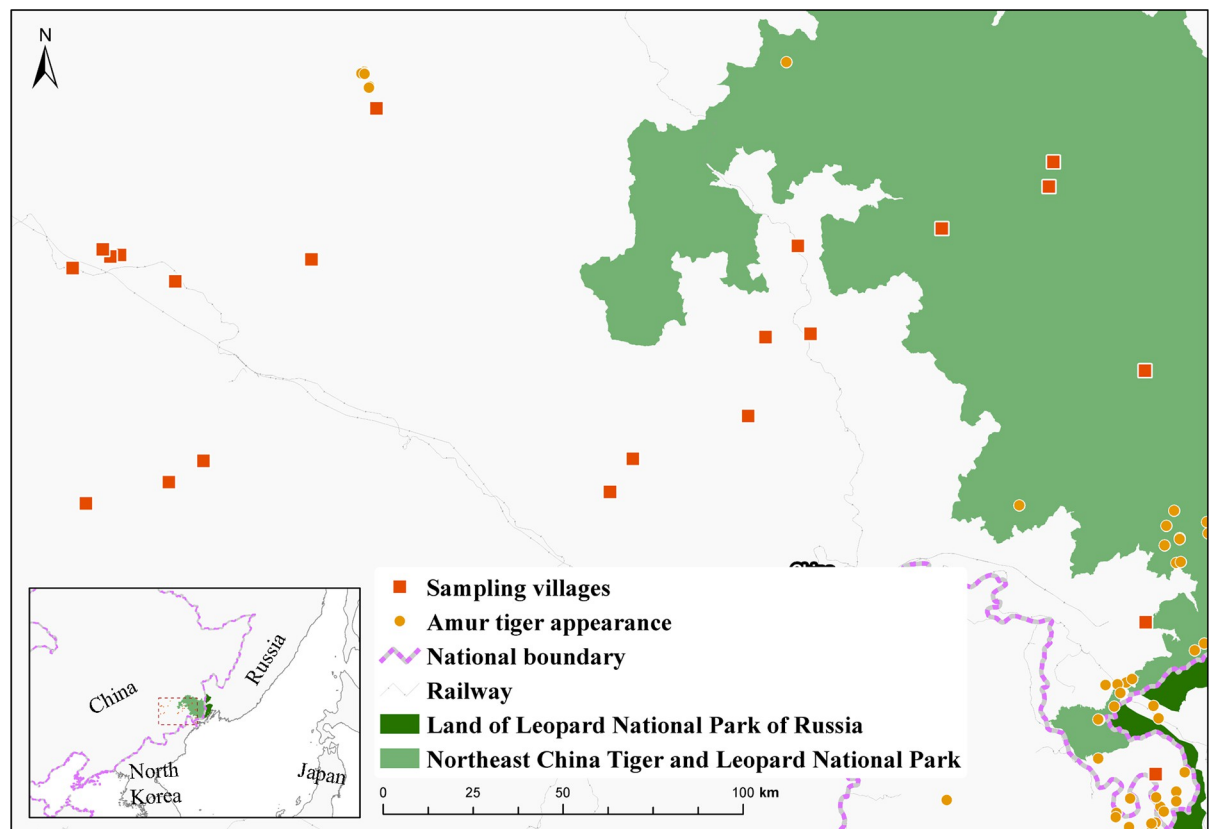 N
Sampling villages
Amur tiger appearance
National boundary
Railway
Land of Leopard National Park of Russia
Northeast China Tiger and Leopard National Park
0 25 50 100 km
China
Russia
North
Korea
Japan